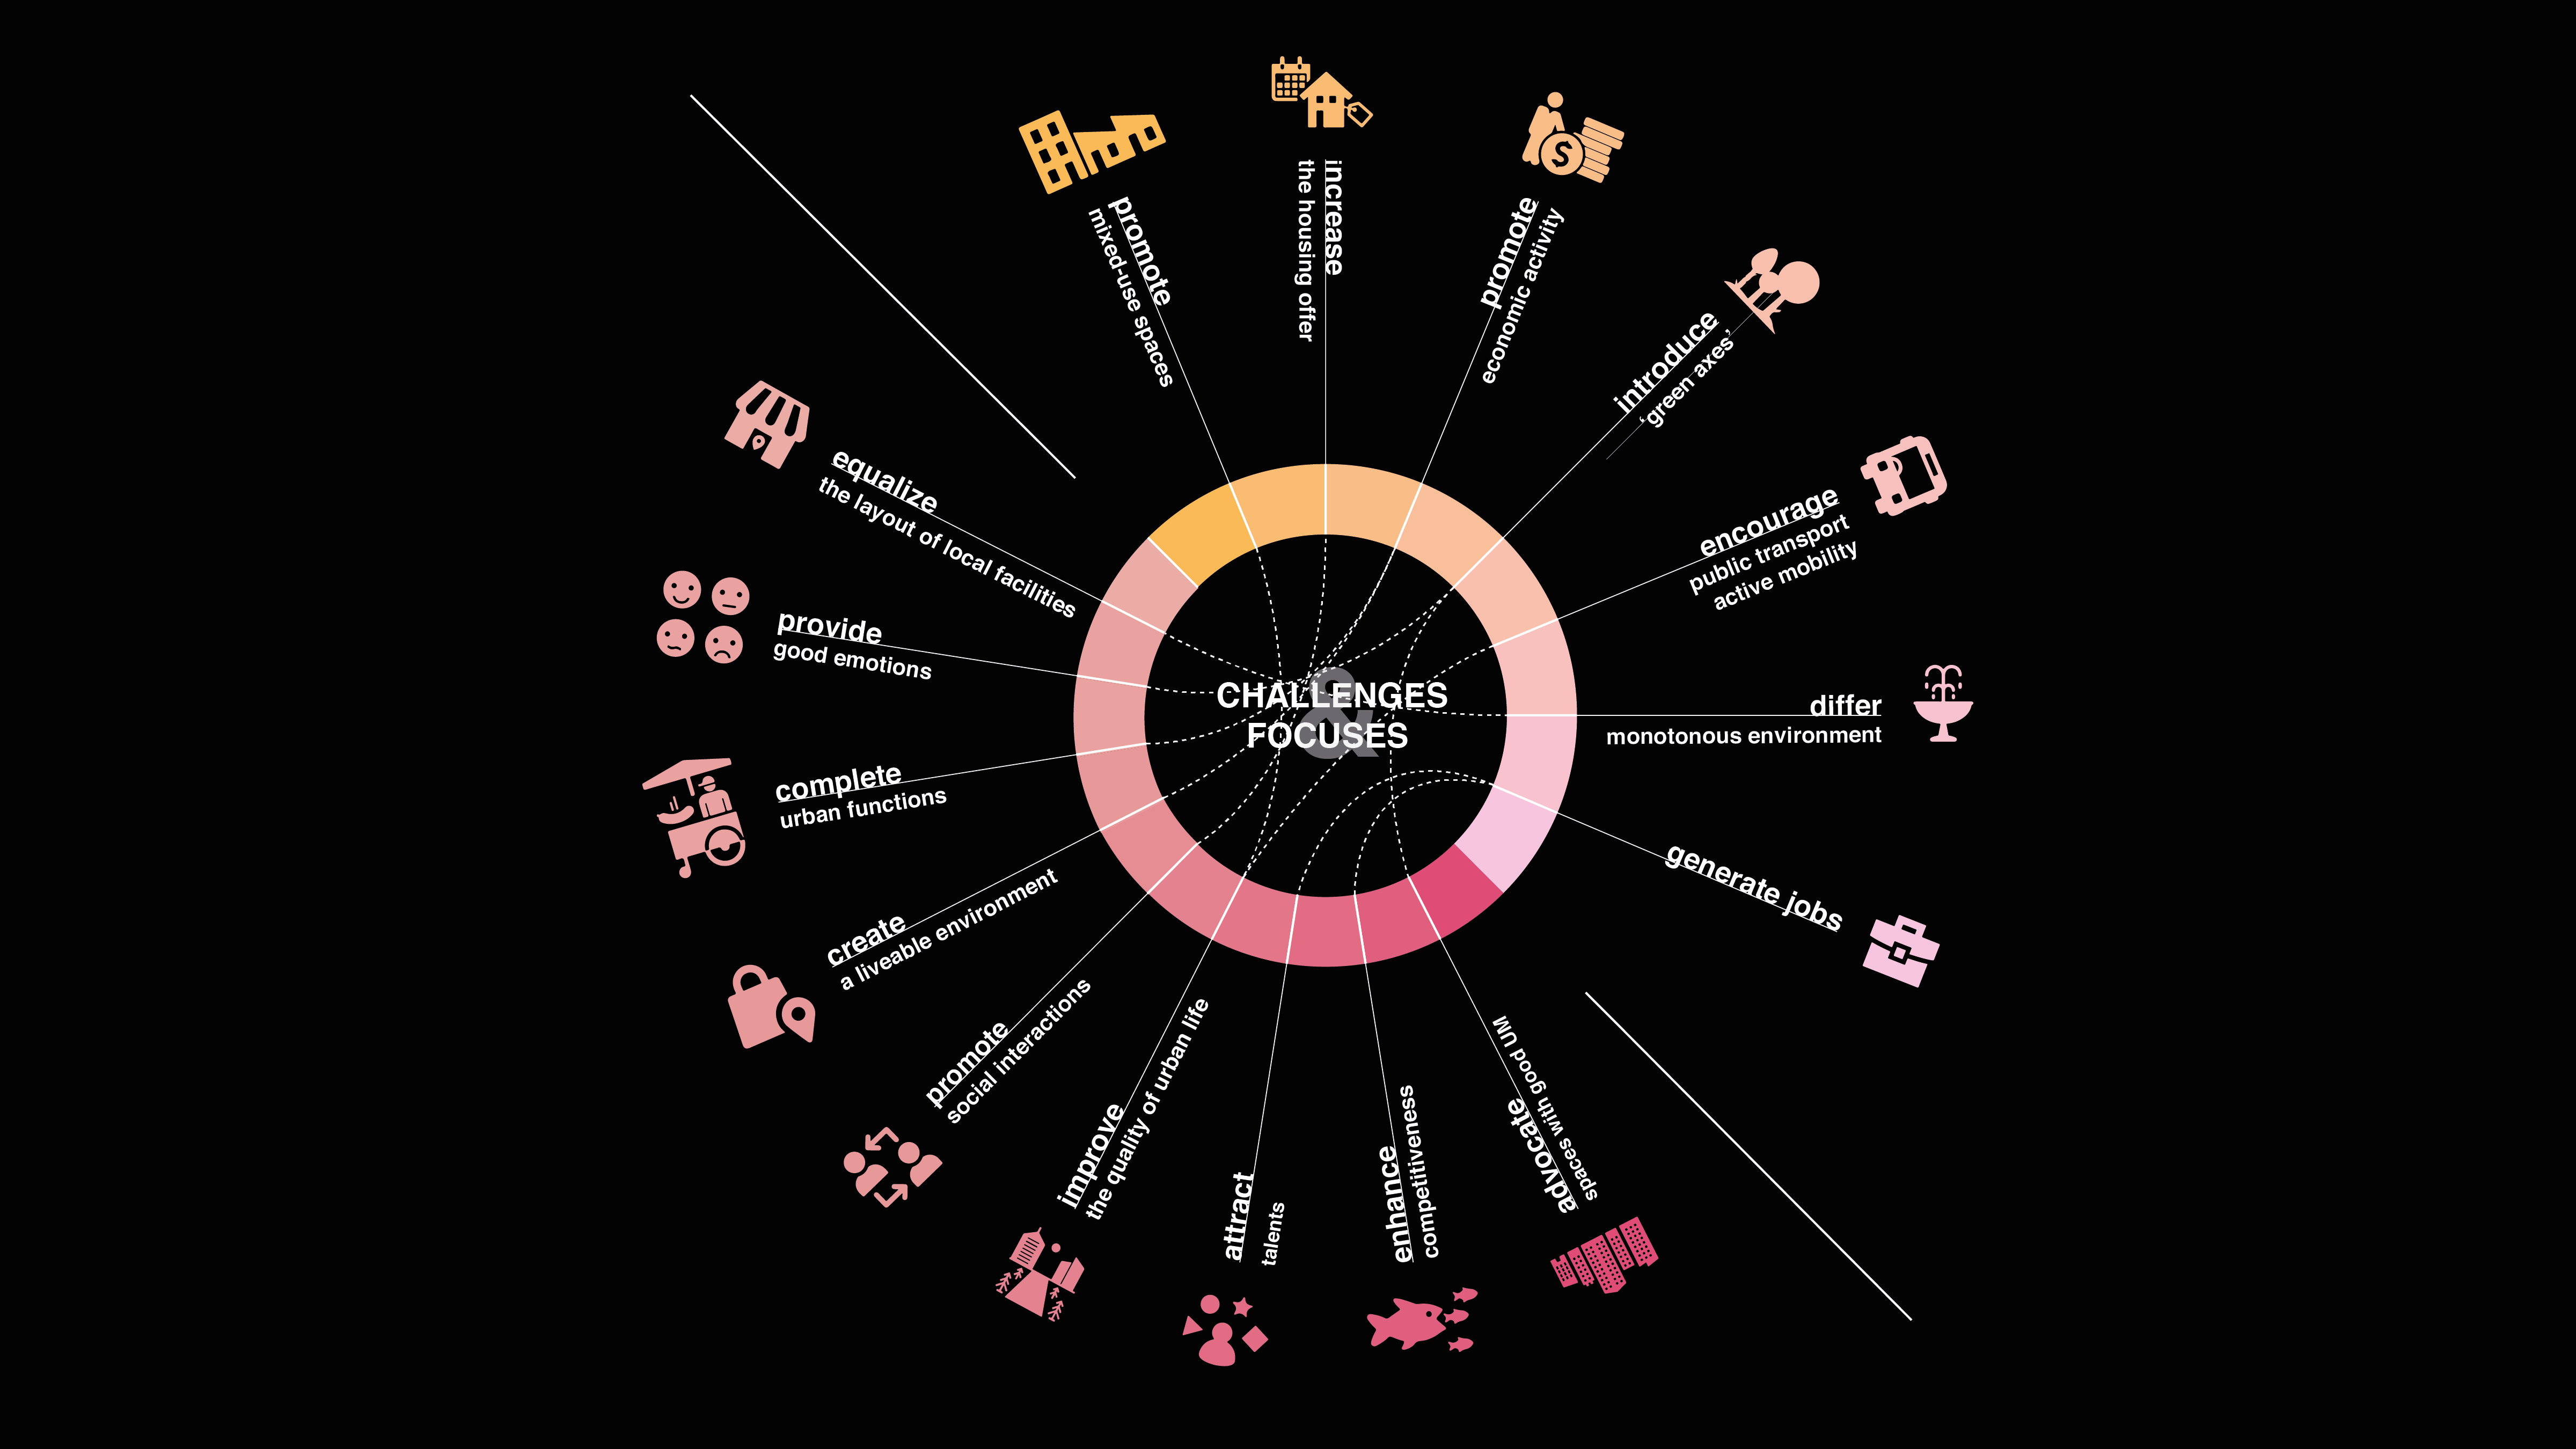 promote
mixed-use spaces
increase
the housing offer
promote
economic activity
introduce
‘green axes’
encourage
public transport
active mobility
differ
monotonous environment
generate jobs
advocate
spaces with good UM
enhance
competitiveness
attract
talents
improve
the quality of urban life
promote
social interactions
create
a liveable environment
complete
urban functions
provide
good emotions
equalize
the layout of local facilities
CHALLENGES
&
FOCUSES
$